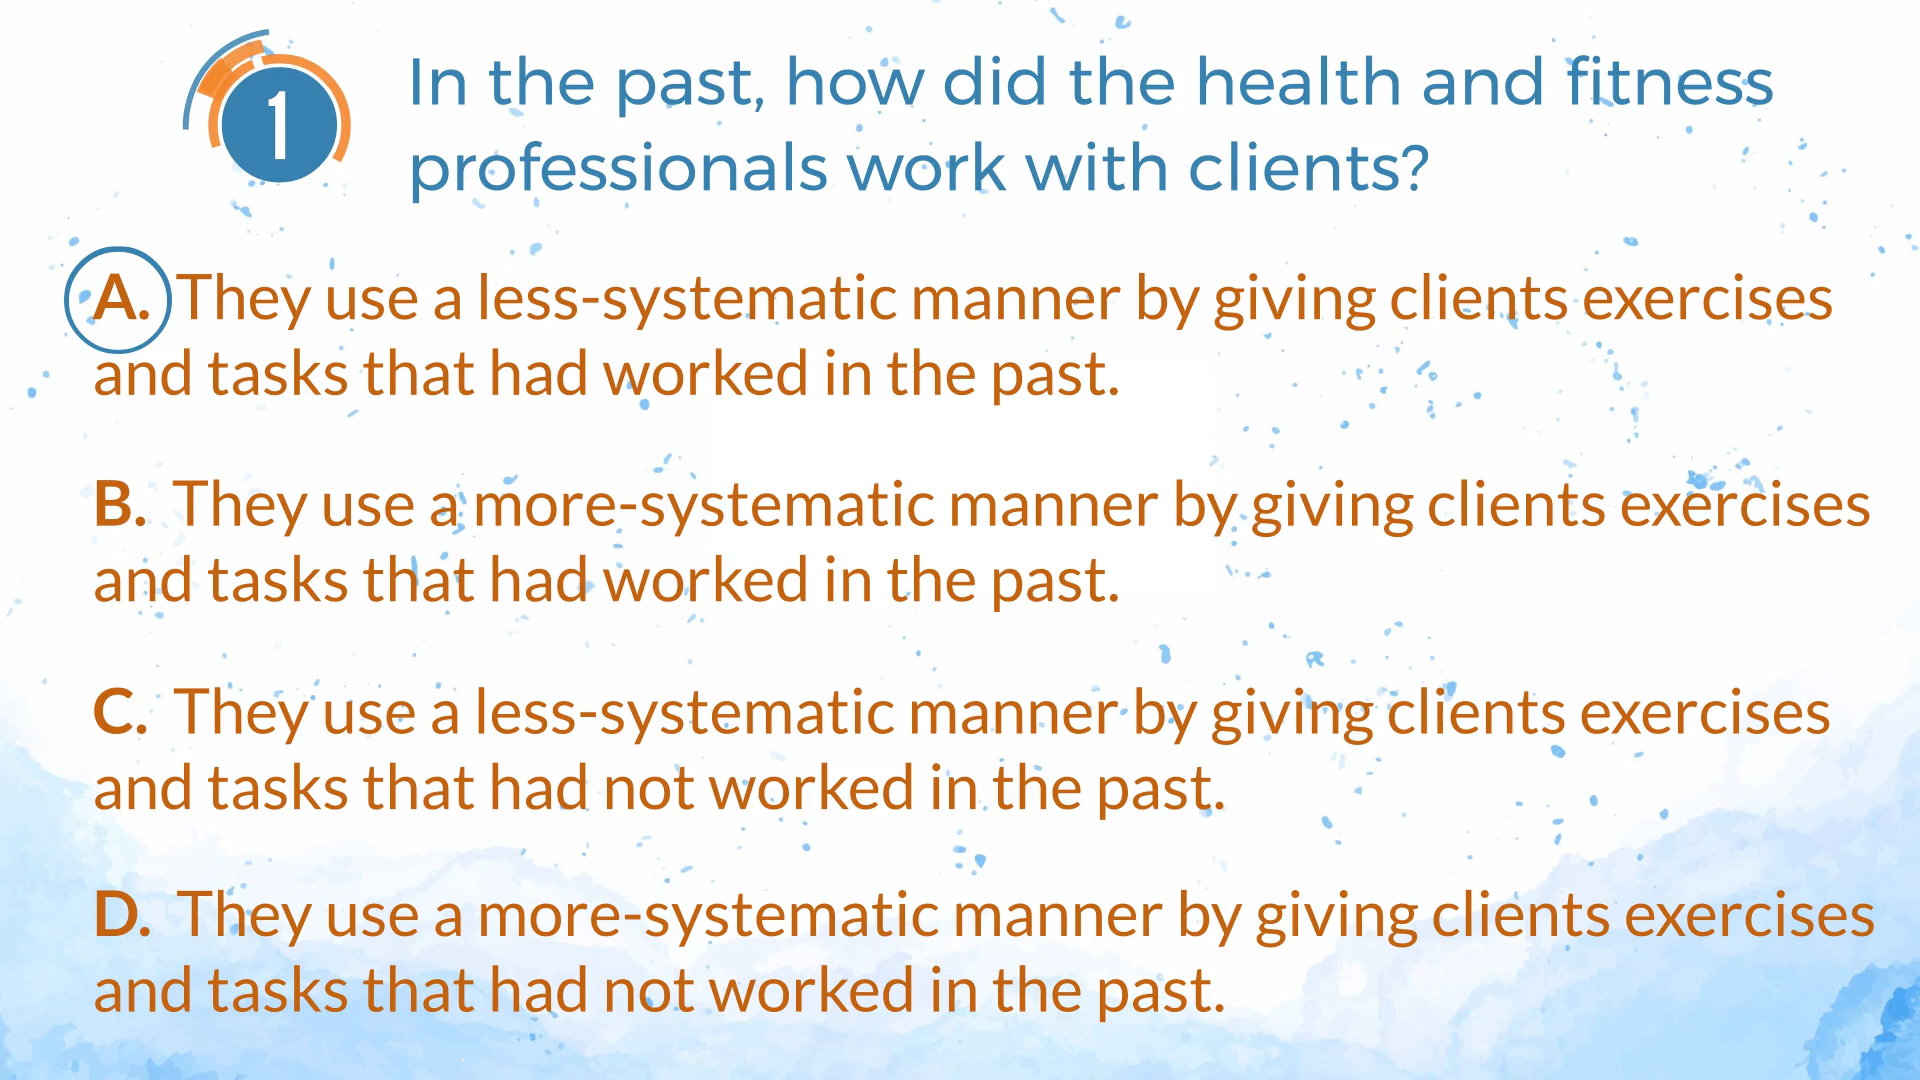 1
In the past, how did the health and fitness
professionals work with clients?
A. They use a less-systematic manner by giving clients exercises
and tasks that had worked in the past.
B. They use a more-systematic manner by giving clients exercises
and tasks that had worked in the past.
C. They use a less-systematic manner by giving clients exercises
and tasks that had not worked in the past.
D. They use a more-systematic manner by giving clients exercises
and tasks that had not worked in the past.